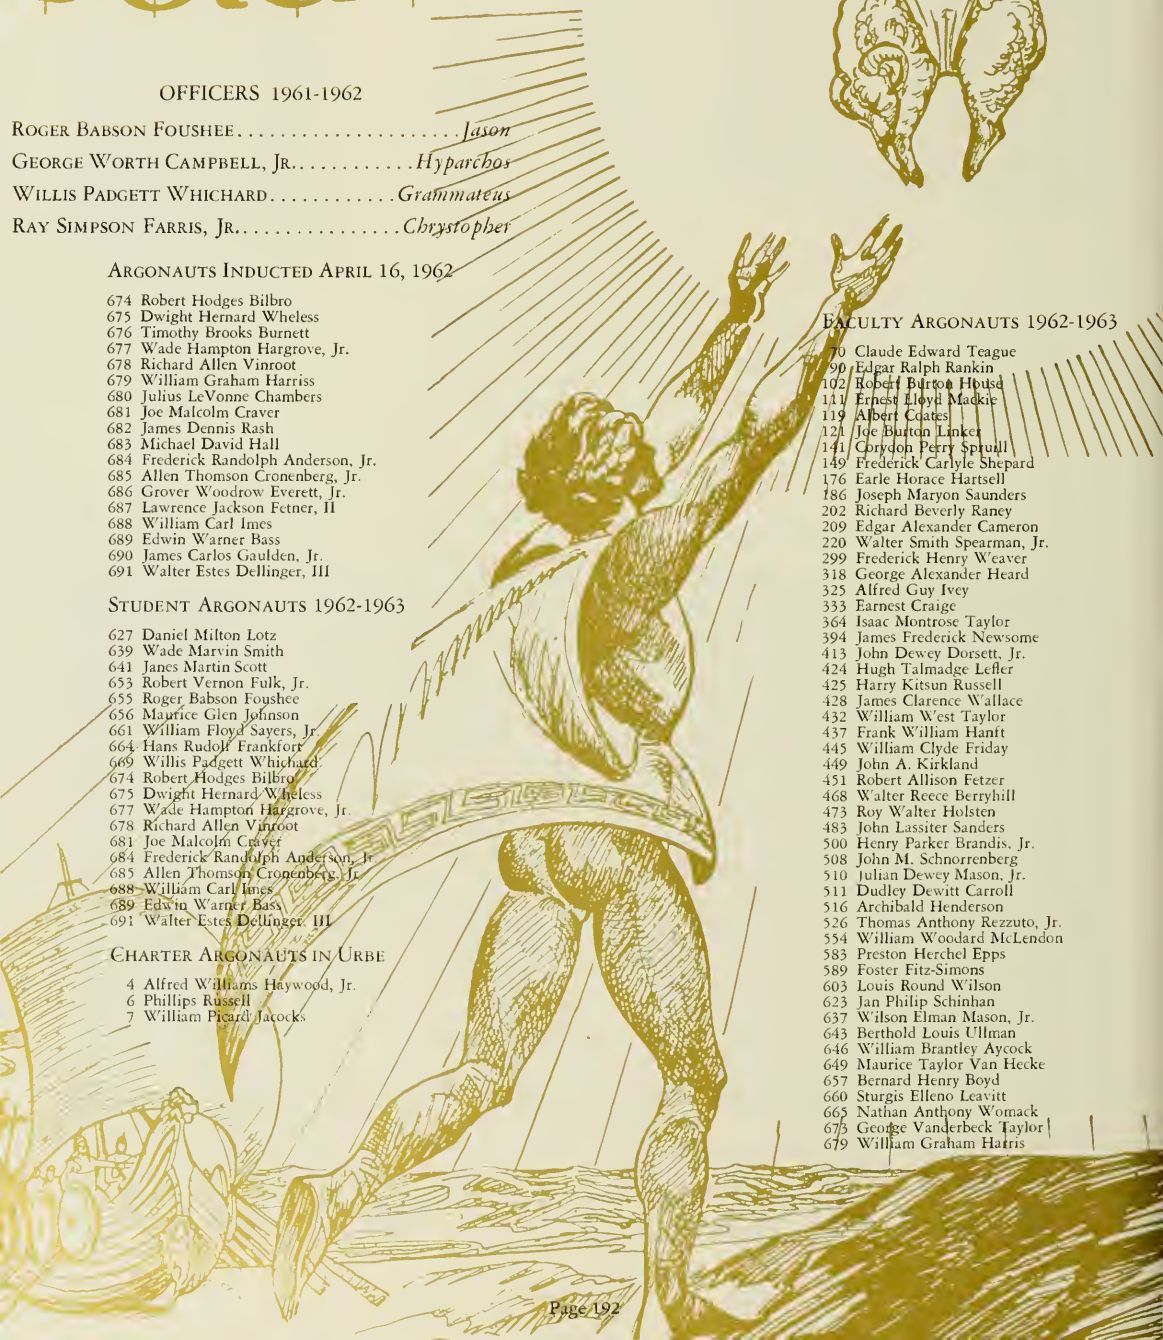 OFFICERS 1961-1962
ROGER BABSON FOUSHEE.....................Jason
GEORGE WORTH CAMPBELL, JR............Hyparchos
WILLIS PADGETT WHICHARD............Grammateus
RAY SIMPSON FARRIS, JR................Chrystopher
ARGONAUTS INDUCTED APRIL 16, 1962
674 Robert Hodges Bilbro
675 Dwight Hernard Wheless
676 Timothy Brooks Burnett
677 Wade Hampton Hargrove, Jr.
678 Richard Allen Vinroot
679 William Graham Harriss
680 Julius LeVonne Chambers
681 Joe Malcolm Craver
682 James Dennis Rash
683 Michael David Hall
684 Frederick Randolph Anderson, Jr.
685 Allen Thomson Cronenberg, Jr.
686 Grover Woodrow Everett, Jr.
687 Lawrence Jackson Fetner, II
688 William Carl Imes
689 Edwin Warner Bass
690 James Carlos Gaulden, Jr.
691 Walter Estes Dellinger, III
STUDENT ARGONAUTS 1962-1963
627 Daniel Milton Lotz
639 Wade Marvin Smith
641 Janes Martin Scott
653 Robert Vernon Fulk, Jr.
655 Roger Babson Foushee
656 Maurice Glen Johnson
661 William Floyd Sayers, Jr.
664 Hans Rudolf Frankfort
669 Willis Padgett Whichard
674 Robert Hodges Bilbro
675 Dwight Hernard Wheless
677 Wade Hampton Hargrove, Jr.
678 Richard Allen Vinroot
681 Joe Malcolm Craver
684 Frederick Randolph Anderson, Jr.
685 Allen Thomson Cronenberg, Jr.
688 William Carl Imes
689 Edwin Warner Bass
691 Walter Estes Dellinger, III
CHARTER ARGONAUTS IN URBE
4 Alfred Williams Haywood, Jr.
6 Phillips Russell
7 William Picard Jacocks
FACULTY ARGONAUTS 1962-1963
70 Claude Edward Teague
90 Edgar Ralph Rankin
102 Robert Burton House
111 Ernest Lloyd Mackie
119 Albert Coates
121 Joe Burton Linker
141 Corydon Perry Spruill
149 Frederick Carlyle Shepard
176 Earle Horace Hartsell
186 Joseph Maryon Saunders
202 Richard Beverly Raney
209 Edgar Alexander Cameron
220 Walter Smith Spearman, Jr.
299 Frederick Henry Weaver
318 George Alexander Heard
325 Alfred Guy Ivey
333 Earnest Craige
364 Isaac Montrose Taylor
394 James Frederick Newsome
413 John Dewey Dorsett, Jr.
424 Hugh Talmadge Lefler
425 Harry Kitsun Russell
428 James Clarence Wallace
432 William West Taylor
437 Frank William Hanft
445 William Clyde Friday
449 John A. Kirkland
451 Robert Allison Fetzer
468 Walter Reece Berryhill
473 Roy Walter Holsten
483 John Lassiter Sanders
500 Henry Parker Brandis, Jr.
508 John M. Schnorrenberg
510 Julian Dewey Mason, Jr.
511 Dudley Dewitt Carroll
516 Archibald Henderson
526 Thomas Anthony Rezzuto, Jr.
554 William Woodard McLendon
583 Preston Herchel Epps
589 Foster Fitz-Simons
603 Louis Round Wilson
623 Jan Philip Schinhan
637 Wilson Elman Mason, Jr.
643 Berthold Louis Ullman
646 William Brantley Aycock
649 Maurice Taylor Van Hecke
657 Bernard Henry Boyd
660 Sturgis Elleno Leavitt
665 Nathan Anthony Womack
673 George Vanderbeck Taylor
679 William Graham Harris
Page 192